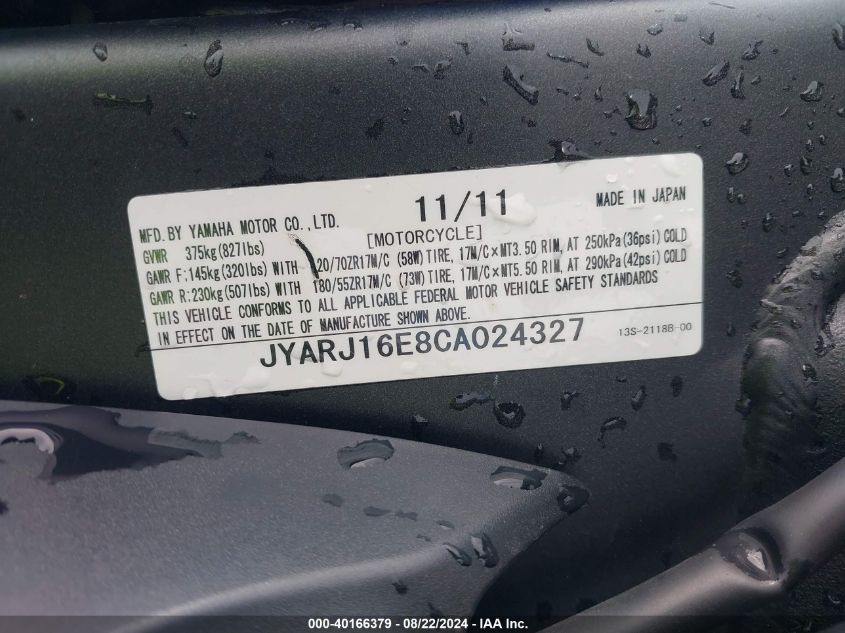 MFD.BY YAMAHA MOTOR CO.,LTD. 11/11 MADE IN JAPAN
GVWR 375kg(827lbs) [MOTORCYCLE]
GAWR F:145kg(320lbs) WITH 120/70ZR17M/C (58W) TIRE, 17M/C×MT3.50 RIM, AT 250kPa(36psi) COLD
GAWR R:230kg(507lbs) WITH 180/55ZR17M/C (73W) TIRE, 17M/C×MT5.50 RIM, AT 290kPa(42psi) COLD
THIS VEHICLE CONFORMS TO ALL APPLICABLE FEDERAL MOTOR VEHICLE SAFETY STANDARDS
IN EFFECT ON THE DATE OF MANUFACTURE SHOWN ABOVE.
JYARJ16E8CA024327 13S-2118B-00
000-40166379 - 08/22/2024 - IAA Inc.